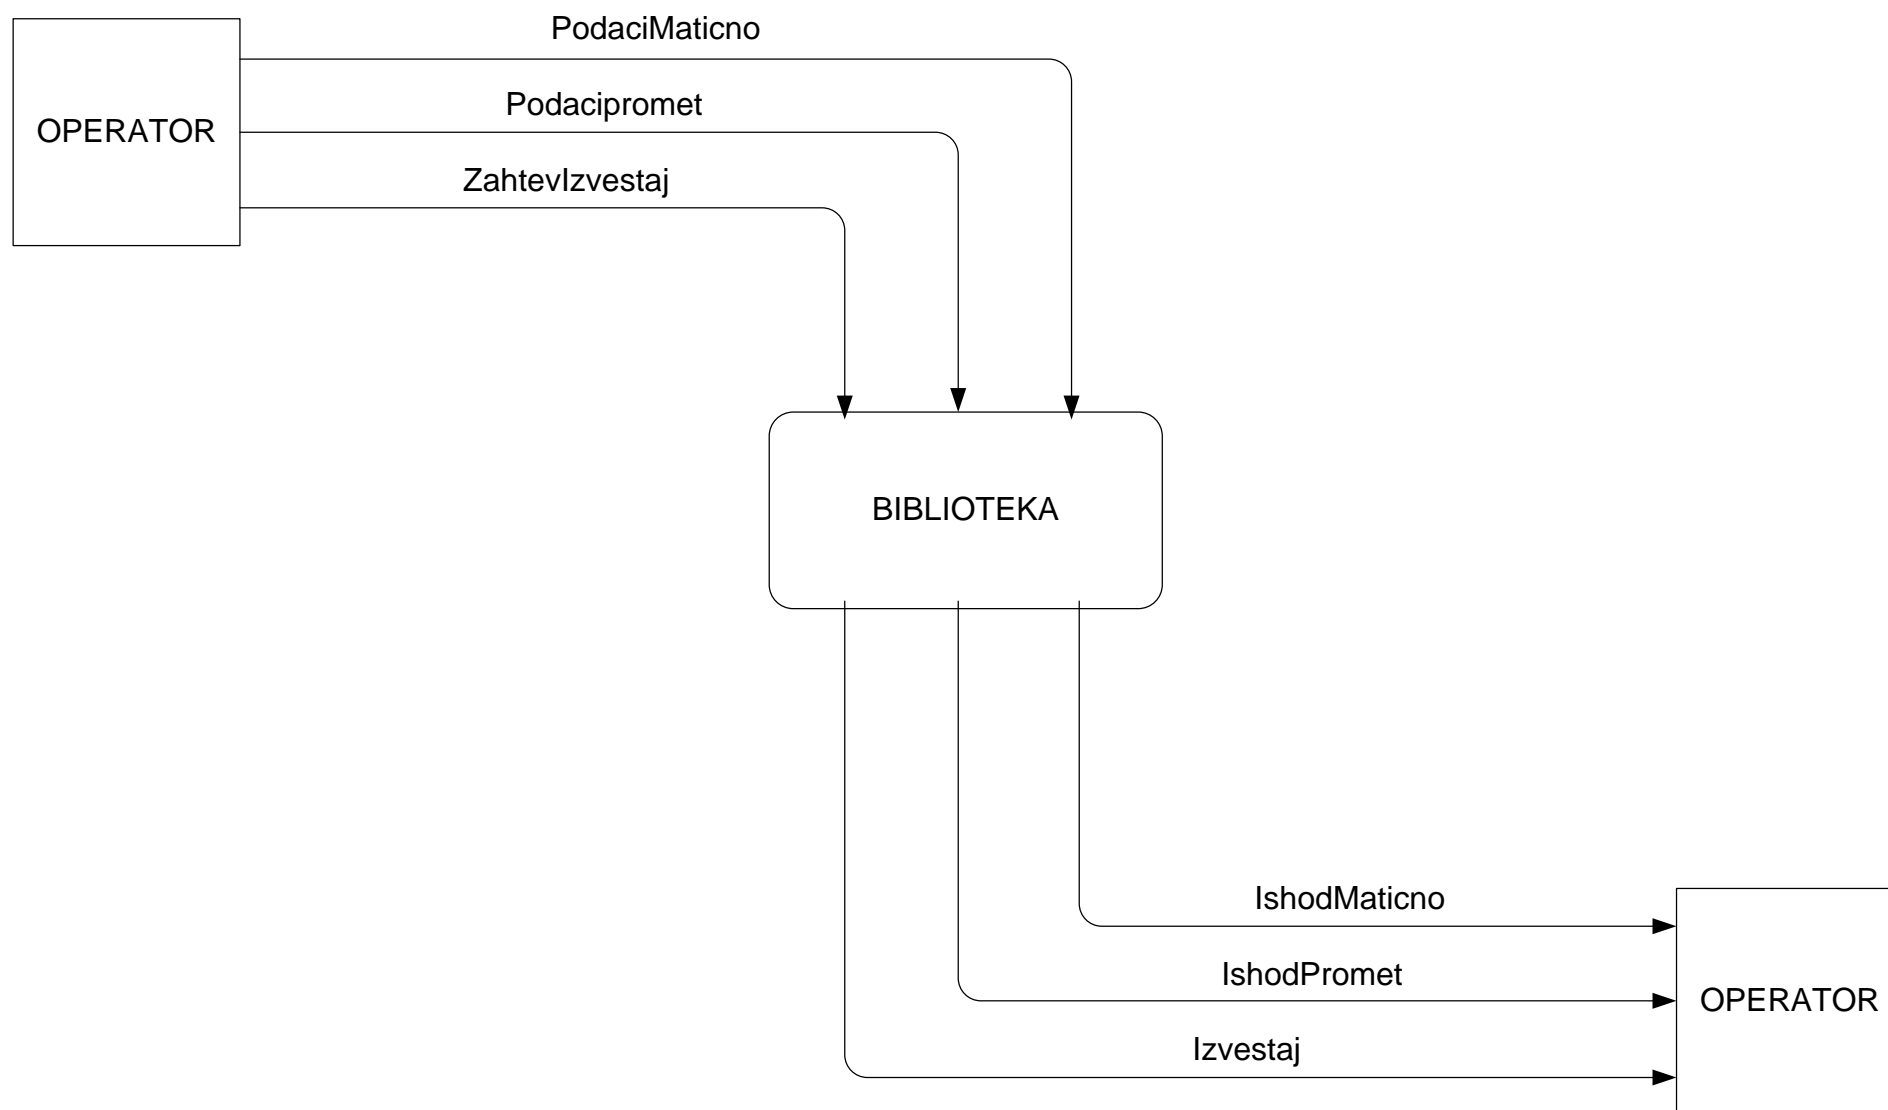 PodaciMaticno
OPERATOR
Podacipromet
ZahtevIzvestaj
BIBLIOTEKA
IshodMaticno
IshodPromet
OPERATOR
Izvestaj